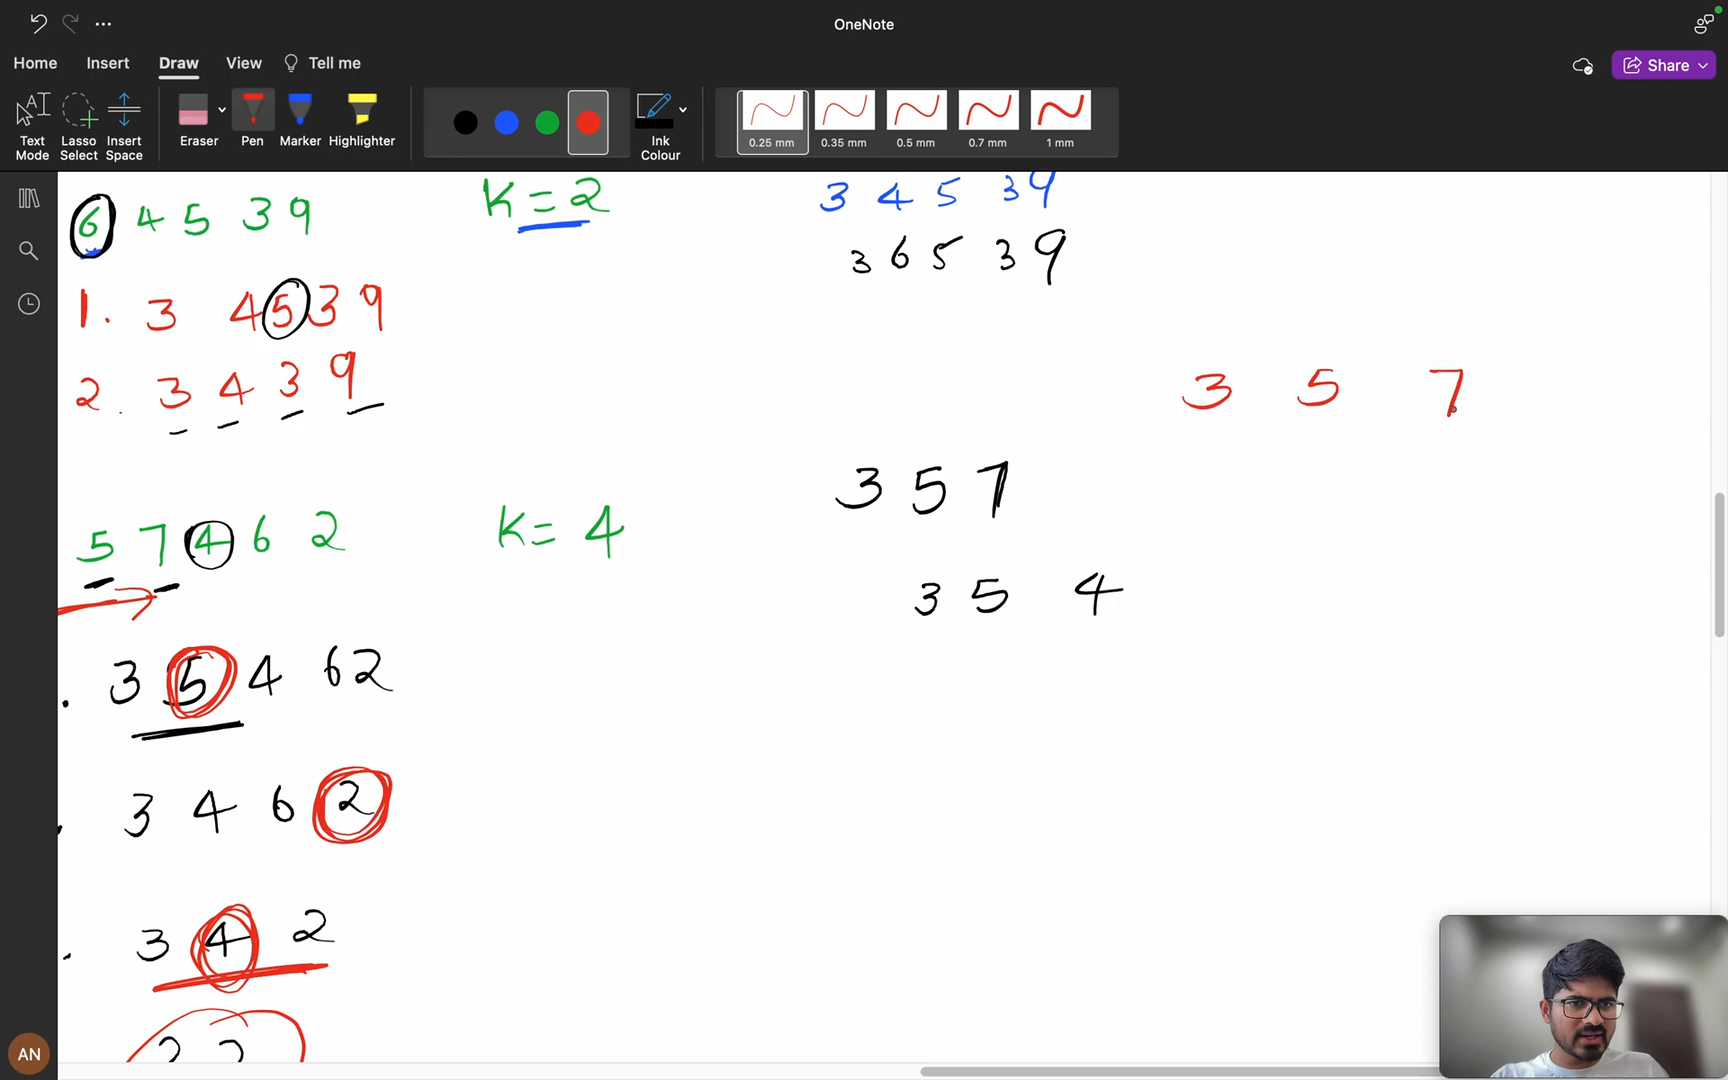 OneNote
Home Insert Draw View Tell me
Share
Text Mode
Lasso Select
Insert Space
Eraser
Pen
Marker
Highlighter
Ink Colour
0.25 mm
0.35 mm
0.5 mm
0.7 mm
1 mm
6 4 5 3 9
K = 2
3 4 5 3 9
3 6 5 3 9
1. 3 4 5 3 9
2. 3 4 3 9
3 5 7
3 5 7
5 7 4 6 2
K = 4
3 5 4
. 3 5 4 6 2
3 4 6 2
. 3 4 2
AN